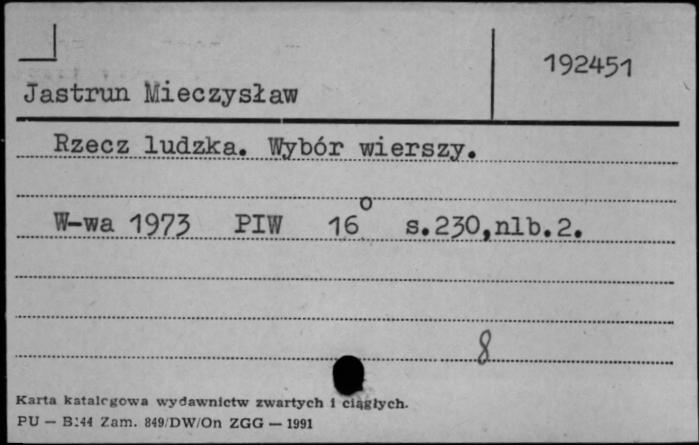 192451
Jastrun Mieczysław
Rzecz ludzka. Wybór wierszy.
W-wa 1973 PIW 16° s.230,nlb.2.
8
Karta katalogowa wydawnictw zwartych i ciągłych.
PU — B144 Zam. 849/DW/On ZGG — 1991